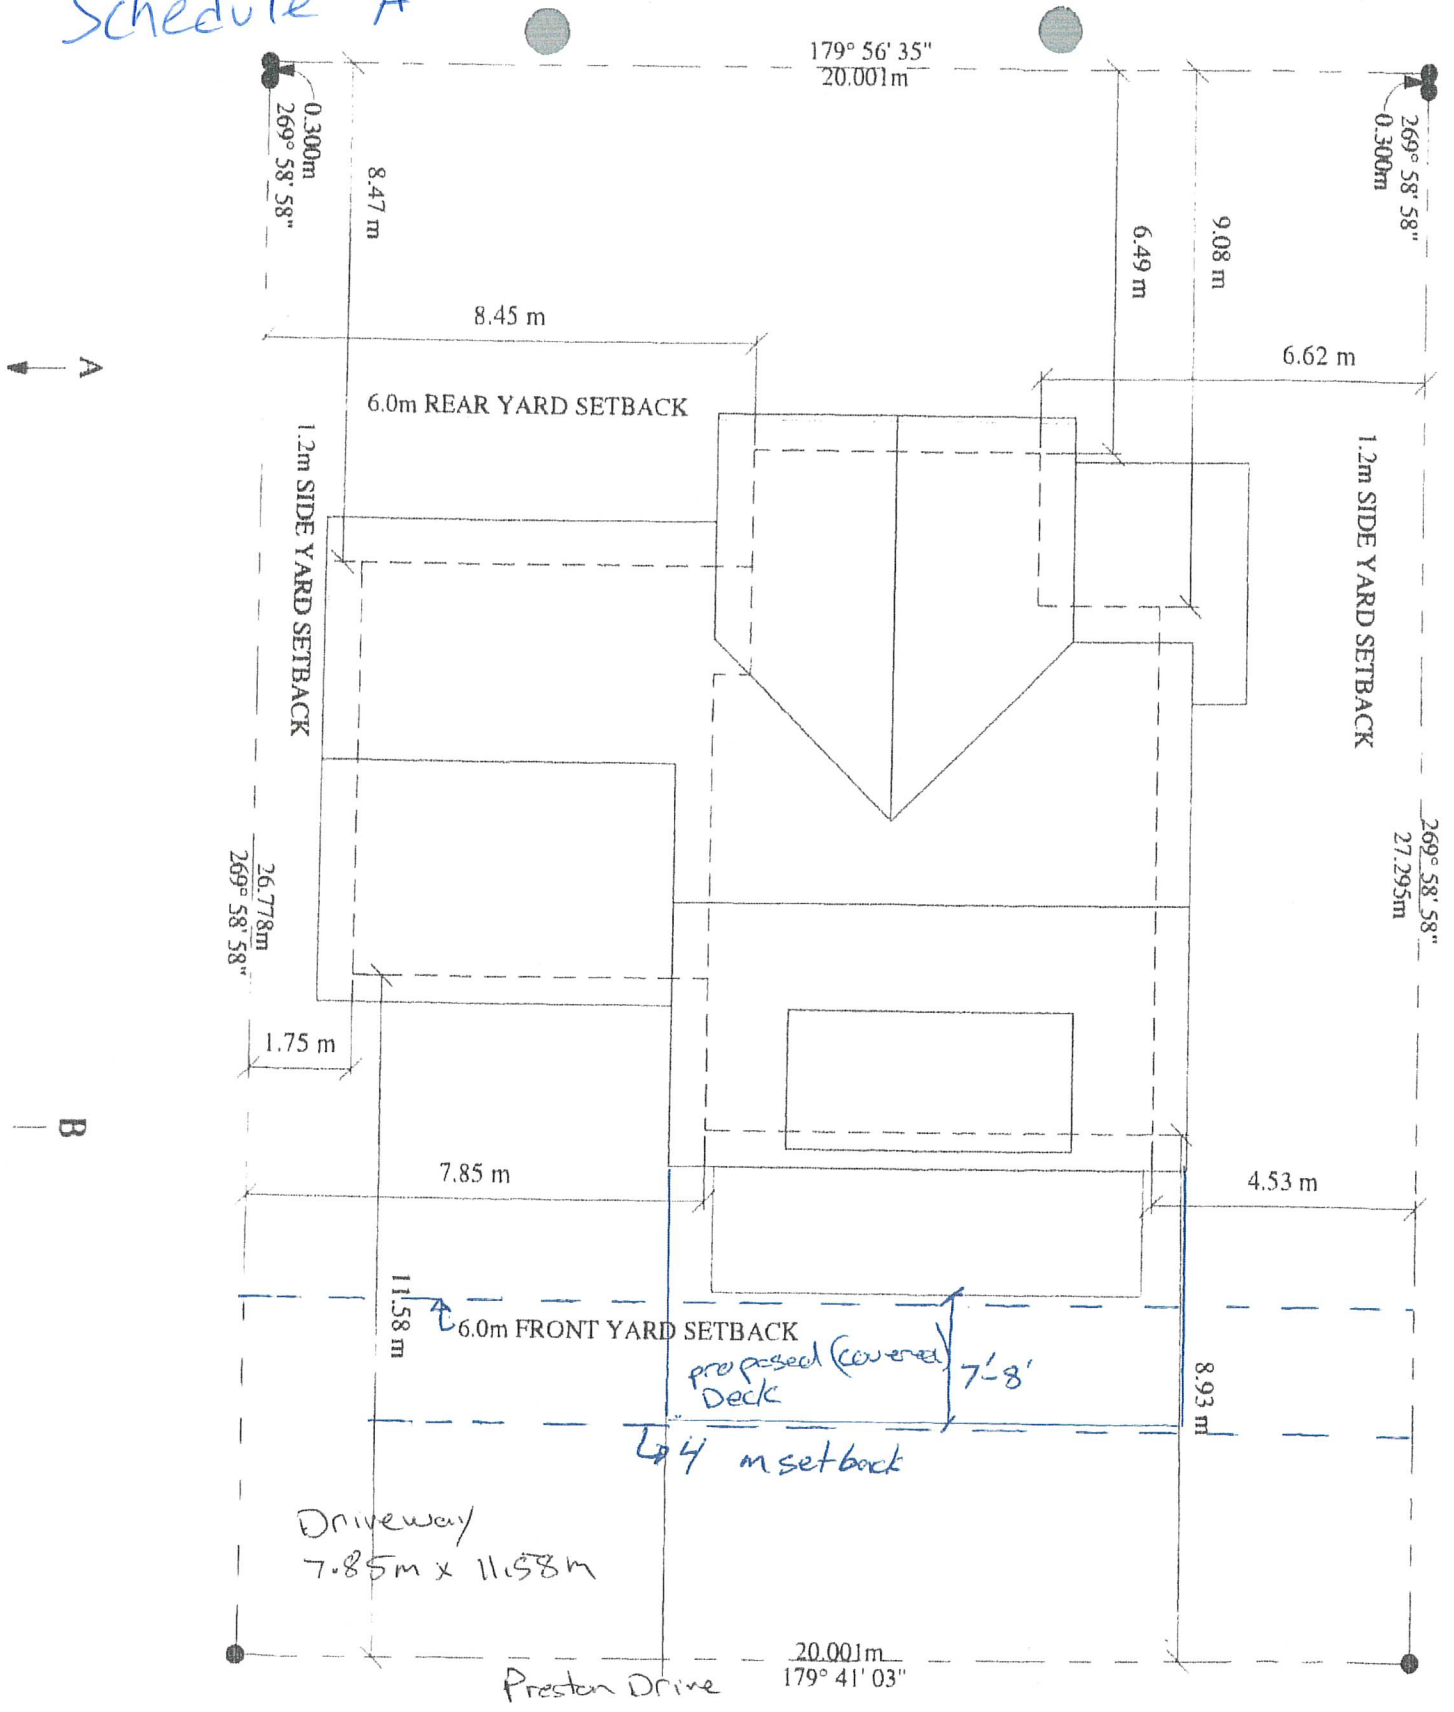 Schedule A
179° 56' 35"
20.001m
0.300m
269° 58' 58"
269° 58' 58"
0.300m
8.47 m
6.49 m
9.08 m
8.45 m
6.62 m
A
6.0m REAR YARD SETBACK
1.2m SIDE YARD SETBACK
1.2m SIDE YARD SETBACK
26.778m
269° 58' 58"
269° 58' 58"
27.295m
1.75 m
B
7.85 m
4.53 m
11.58 m
6.0m FRONT YARD SETBACK
proposed (covered)
Deck
7'-8'
8.93 m
4 m setback
Driveway
7.85m x 11.58m
20.001m
179° 41' 03"
Preston Drive